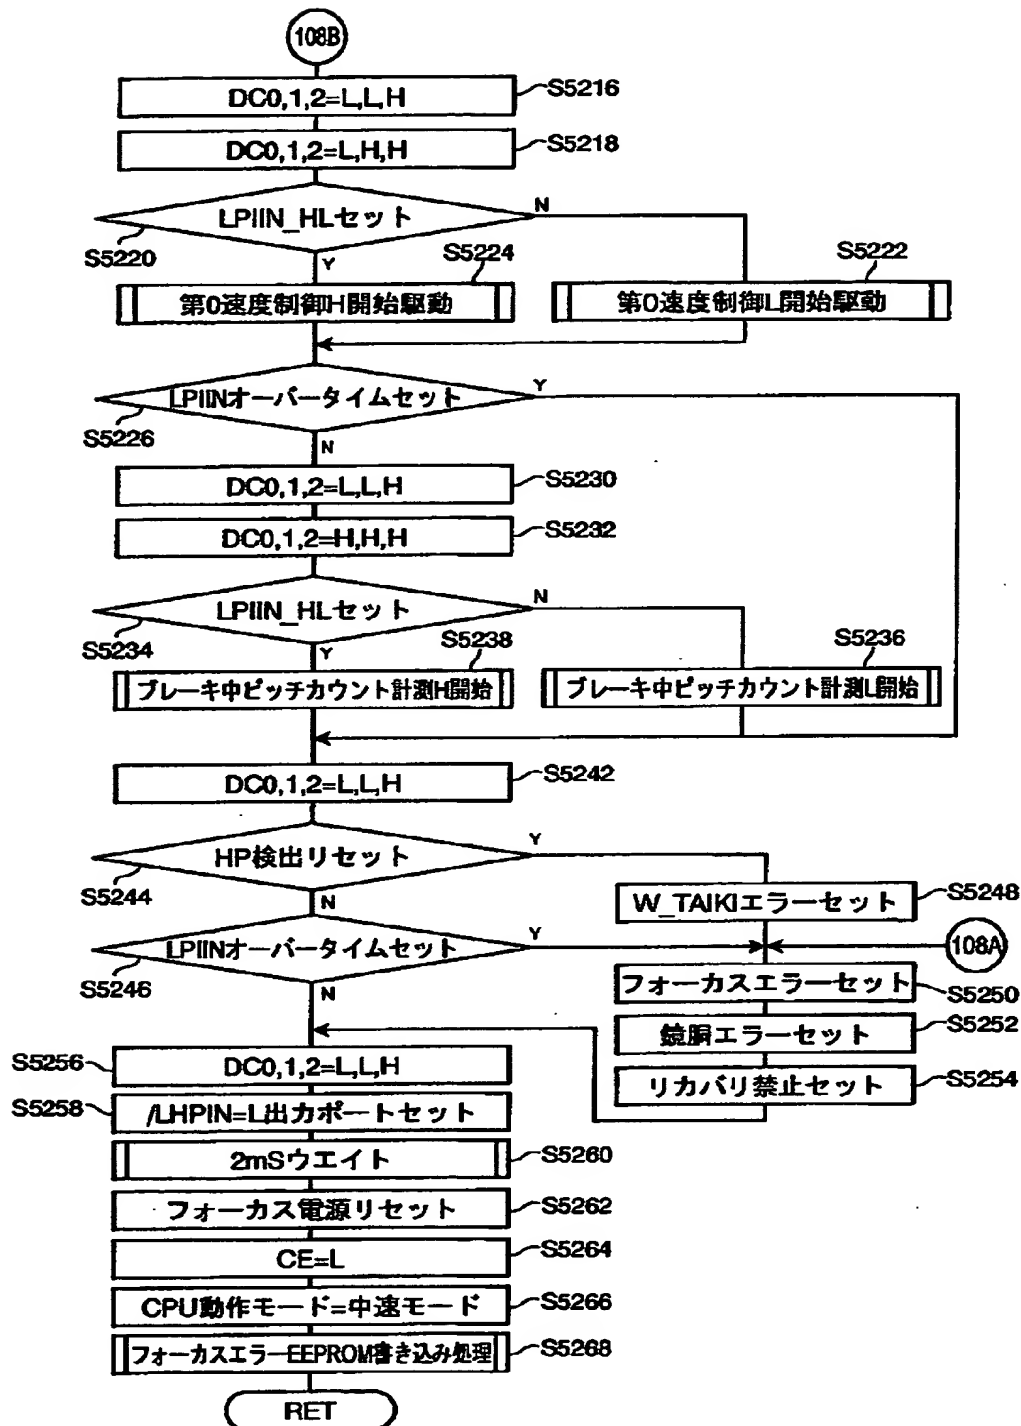 108B
DC0,1,2=L,L,H
S5216
DC0,1,2=L,H,H
S5218
LPIIN_HLセット
N
S5220
Y
S5224
S5222
第0速度制御H開始駆動
第0速度制御L開始駆動
LPIINオーバータイムセット
Y
S5226
N
DC0,1,2=L,L,H
S5230
DC0,1,2=H,H,H
S5232
LPIIN_HLセット
N
S5234
Y
S5238
S5236
ブレーキ中ピッチカウント計測H開始
ブレーキ中ピッチカウント計測L開始
DC0,1,2=L,L,H
S5242
HP検出リセット
Y
S5244
N
W_TAIKIエラーセット
S5248
LPIINオーバータイムセット
Y
108A
S5246
N
フォーカスエラーセット
S5250
鏡胴エラーセット
S5252
リカバリ禁止セット
S5254
S5256
DC0,1,2=L,L,H
S5258
/LHPIN=L出力ポートセット
2mSウエイト
S5260
フォーカス電源リセット
S5262
CE=L
S5264
CPU動作モード=中速モード
S5266
フォーカスエラーEEPROM書き込み処理
S5268
RET